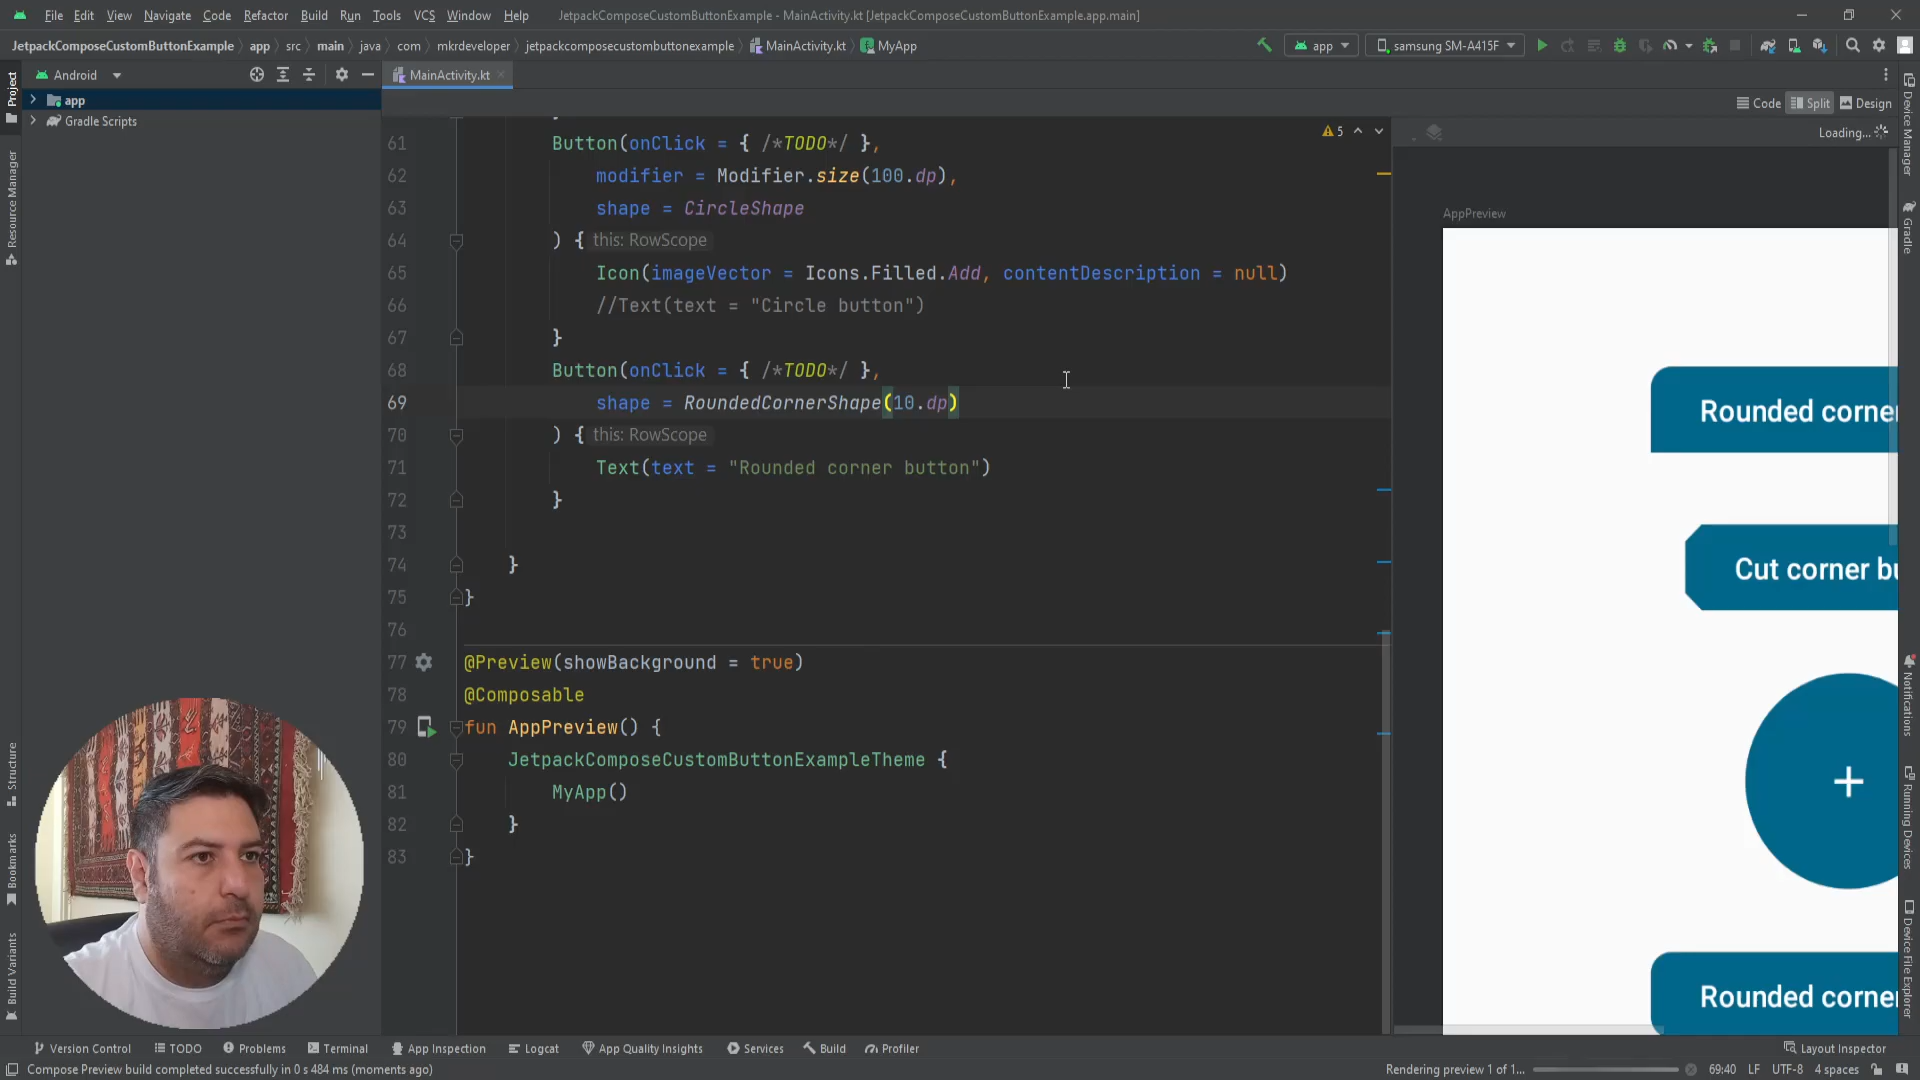 File Edit View Navigate Code Refactor Build Run Tools VCS Window Help JetpackComposeCustomButtonExample - MainActivity.kt [JetpackComposeCustomButtonExample.app.main]
JetpackComposeCustomButtonExample app src main java com mkrdeveloper jetpackcomposecustombuttonexample MainActivity.kt MyApp app samsung SM-A415F
Project
Android
MainActivity.kt
app
Gradle Scripts
Code Split Design
5
Loading...
Resource Manager
Structure
Bookmarks
Build Variants
61 Button(onClick = { /*TODO*/ },
62 modifier = Modifier.size(100.dp),
63 shape = CircleShape
64 ) { this: RowScope
65 Icon(imageVector = Icons.Filled.Add, contentDescription = null)
66 //Text(text = "Circle button")
67 }
68 Button(onClick = { /*TODO*/ },
69 shape = RoundedCornerShape(10.dp)
70 ) { this: RowScope
71 Text(text = "Rounded corner button")
72 }
73
74 }
75 }
76
77 @Preview(showBackground = true)
78 @Composable
79 fun AppPreview() {
80 JetpackComposeCustomButtonExampleTheme {
81 MyApp()
82 }
83 }
AppPreview
Rounded corne
Cut corner bu
Rounded corne
Device Manager
Gradle
Notifications
Running Devices
Device File Explorer
Version Control TODO Problems Terminal App Inspection Logcat App Quality Insights Services Build Profiler Layout Inspector
Compose Preview build completed successfully in 0 s 484 ms (moments ago) Rendering preview 1 of 1... 69:40 LF UTF-8 4 spaces